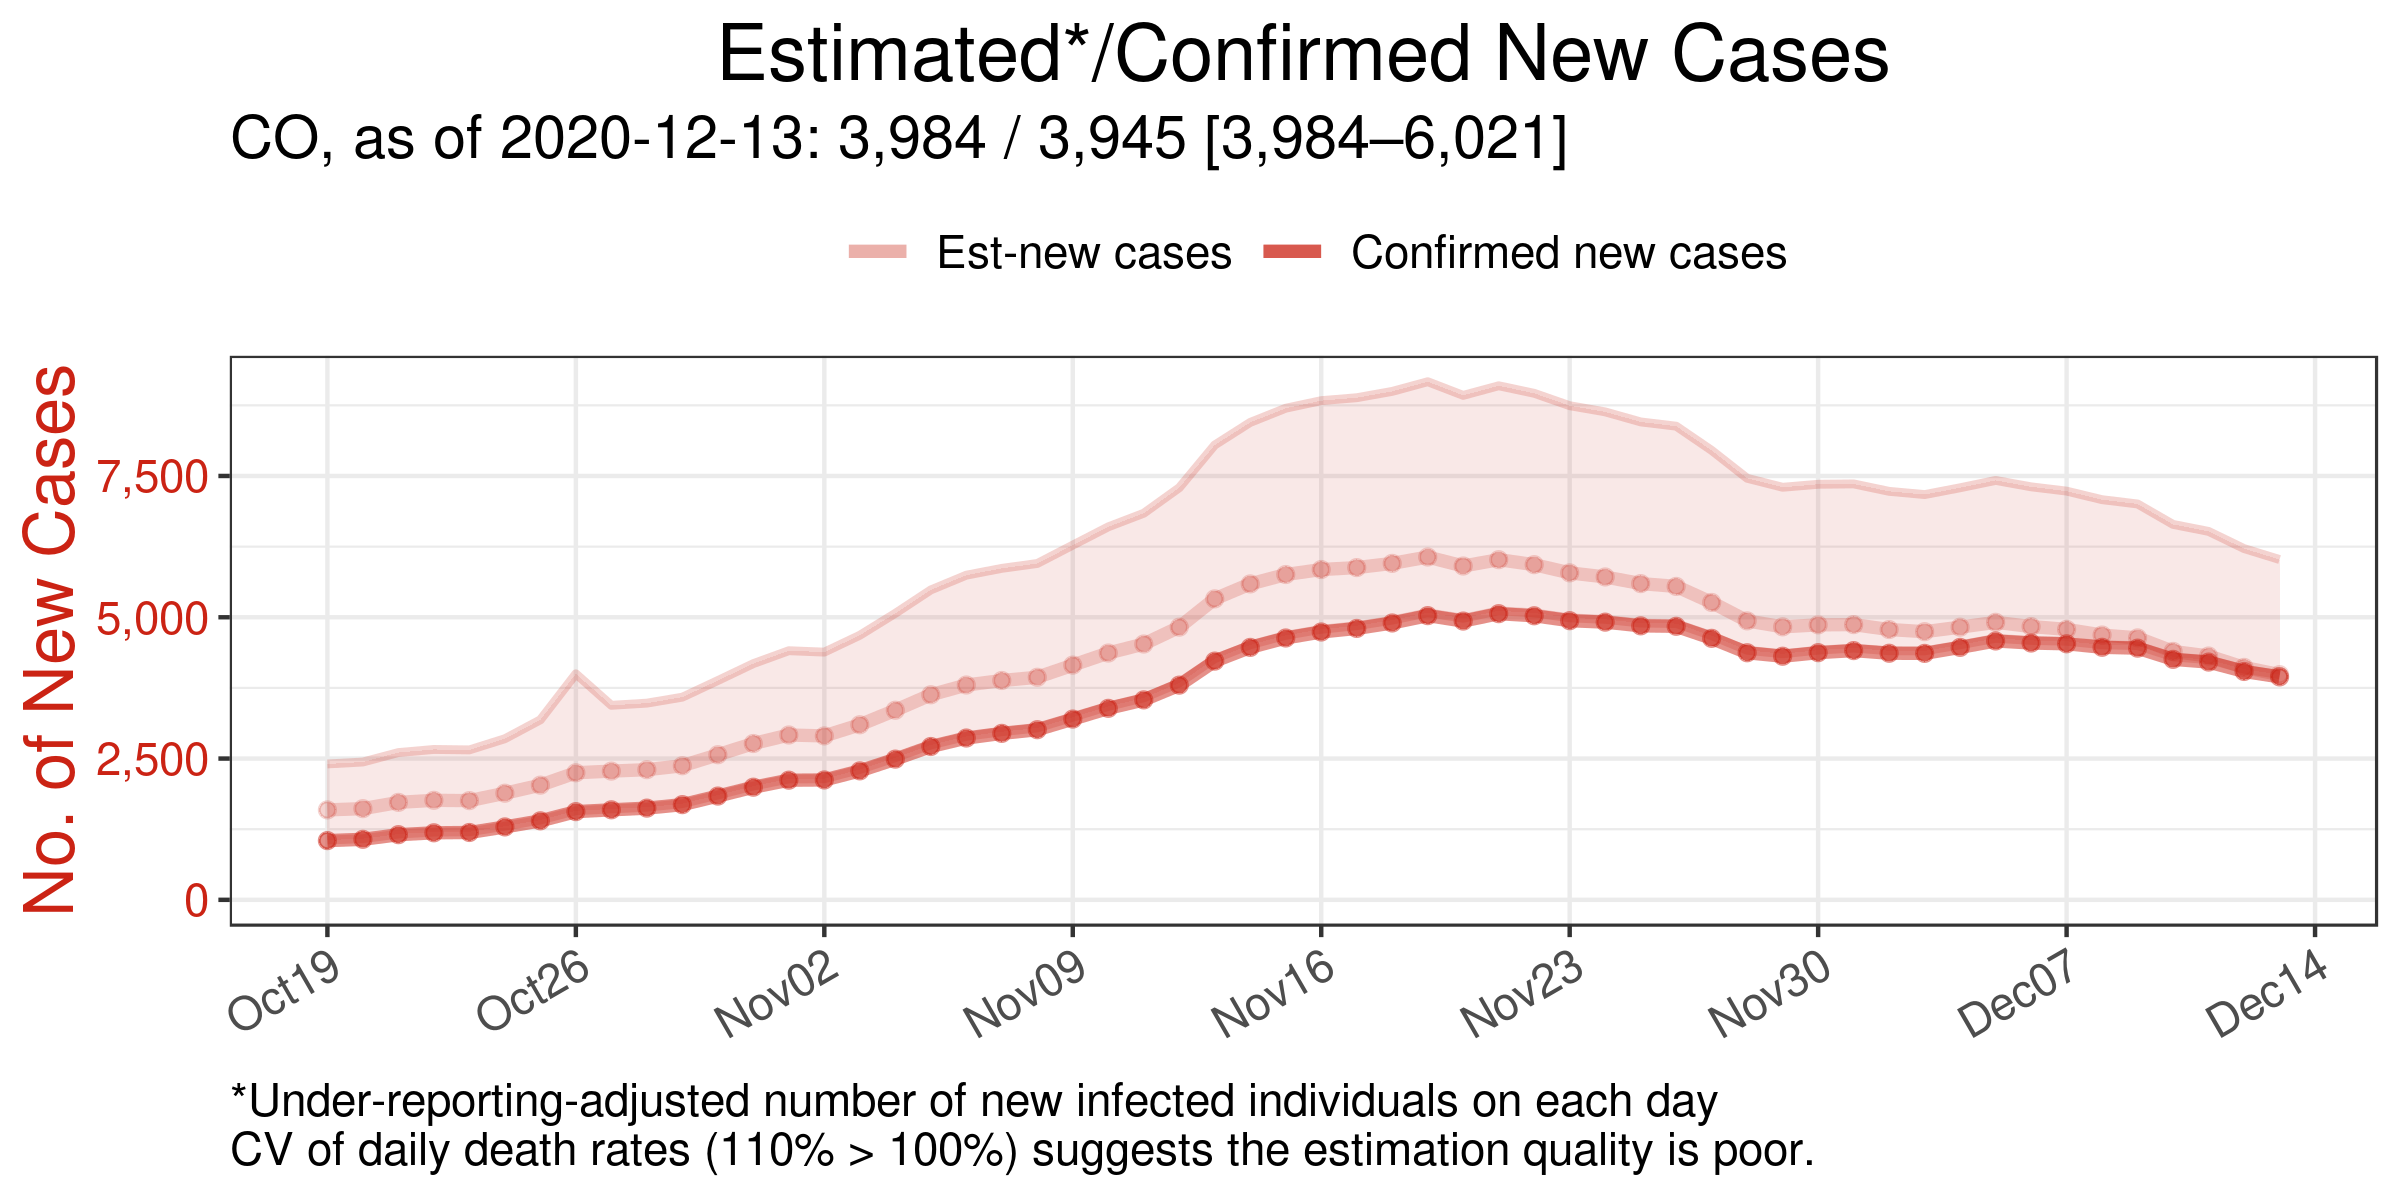 Estimated*/Confirmed New Cases
CO, as of 2020-12-13: 3,984 / 3,945 [3,984–6,021]
Est-new cases
Confirmed new cases
No. of New Cases
7,500
5,000
2,500
0
Oct19
Oct26
Nov02
Nov09
Nov16
Nov23
Nov30
Dec07
Dec14
*Under-reporting-adjusted number of new infected individuals on each day
CV of daily death rates (110% > 100%) suggests the estimation quality is poor.